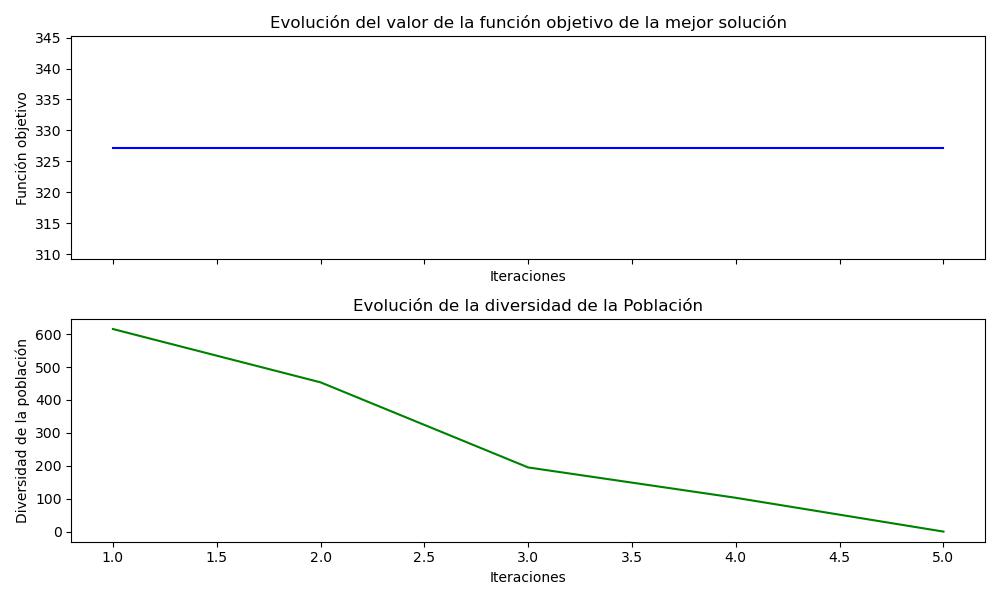 Evolución del valor de la función objetivo de la mejor solución
345
340
335
330
325
320
315
310
Función objetivo
Iteraciones
Evolución de la diversidad de la Población
600
500
400
300
200
100
0
Diversidad de la población
1.0 1.5 2.0 2.5 3.0 3.5 4.0 4.5 5.0
Iteraciones